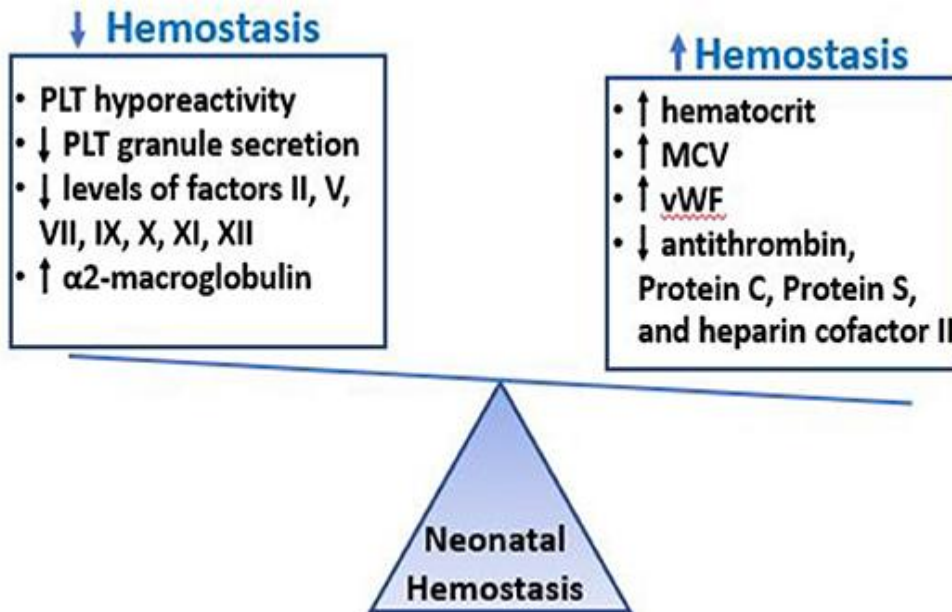 ↓ Hemostasis
• PLT hyporeactivity
• ↓ PLT granule secretion
• ↓ levels of factors II, V,
VII, IX, X, XI, XII
• ↑ α2-macroglobulin
↑ Hemostasis
• ↑ hematocrit
• ↑ MCV
• ↑ vWF
• ↓ antithrombin,
Protein C, Protein S,
and heparin cofactor II
Neonatal
Hemostasis